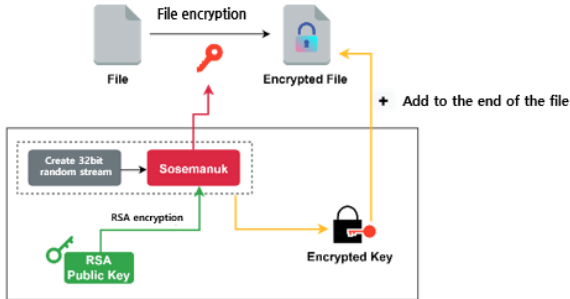 File encryption
File
Encrypted File
+ Add to the end of the file
Create 32bit
random stream
Sosemanuk
RSA encryption
RSA
Public Key
Encrypted Key